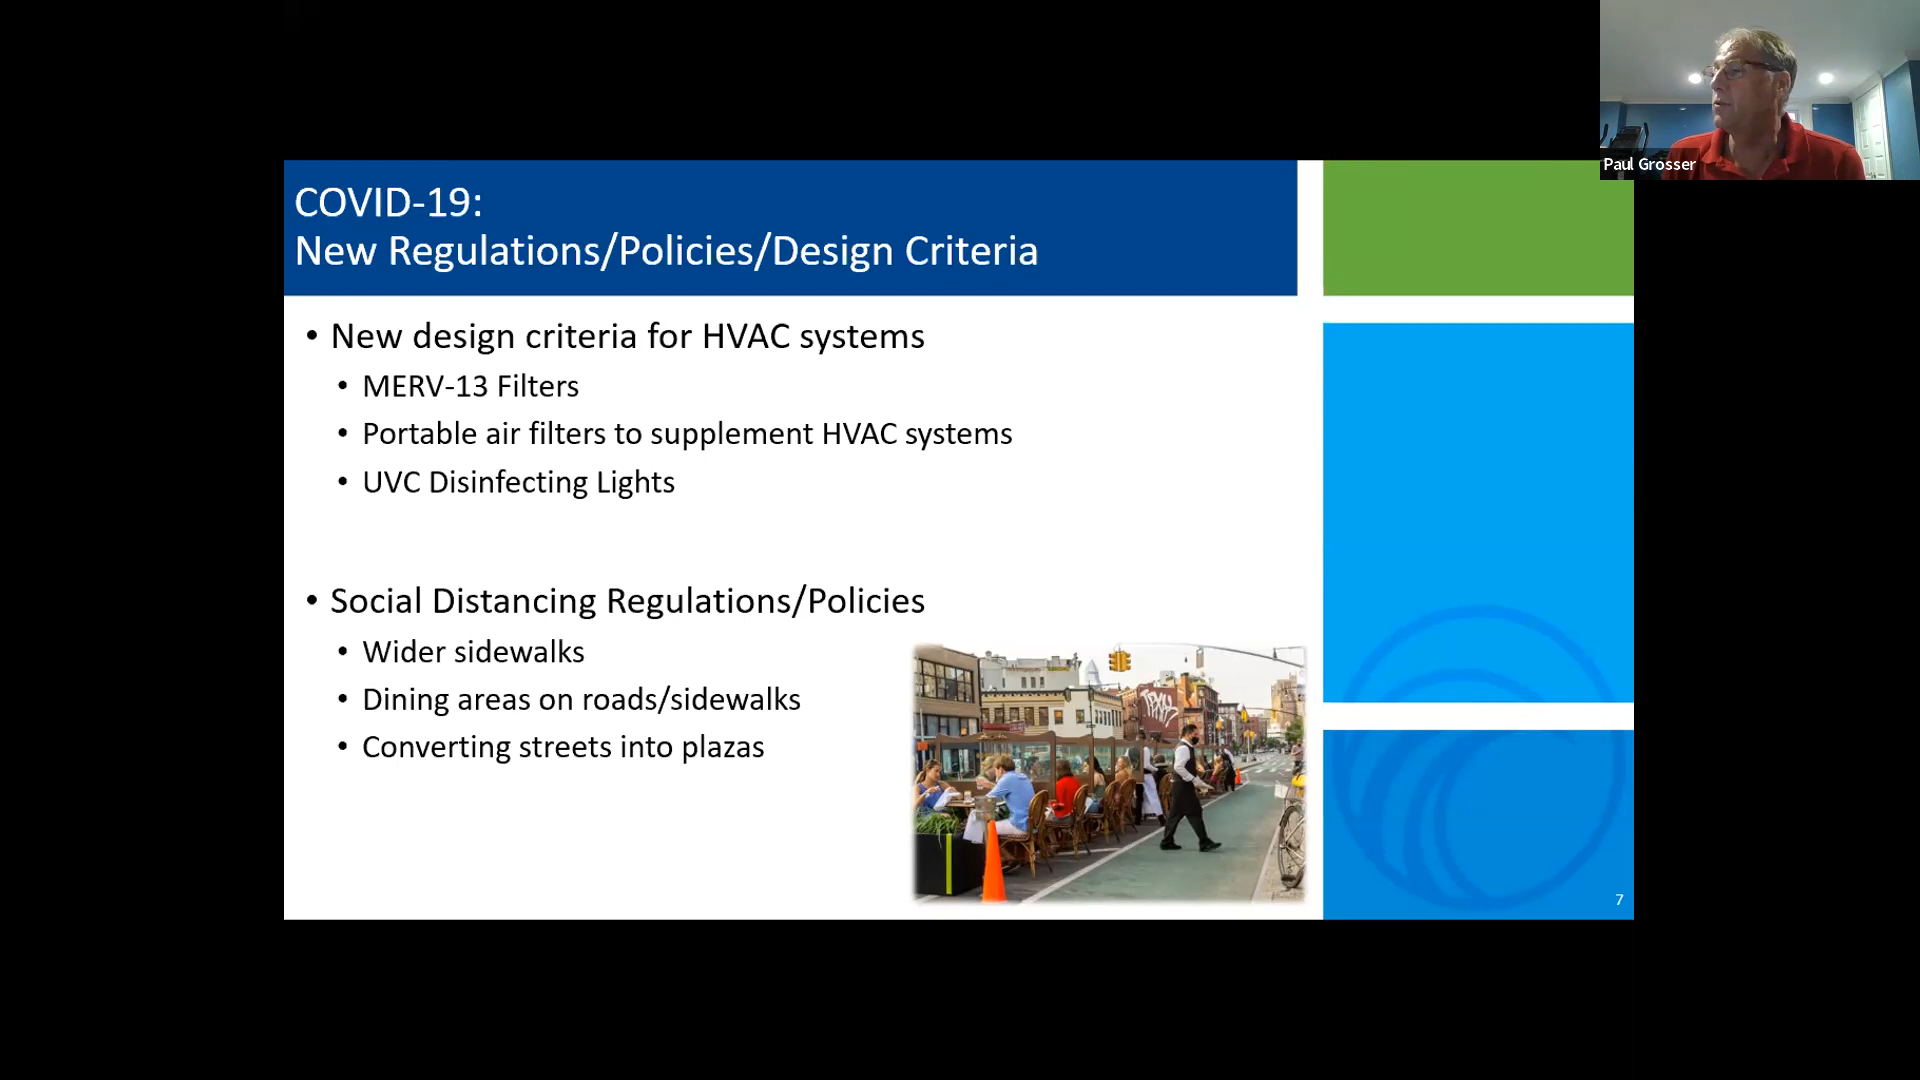 Paul Grosser
COVID-19:
New Regulations/Policies/Design Criteria
• New design criteria for HVAC systems
• MERV-13 Filters
• Portable air filters to supplement HVAC systems
• UVC Disinfecting Lights
• Social Distancing Regulations/Policies
• Wider sidewalks
• Dining areas on roads/sidewalks
• Converting streets into plazas
7